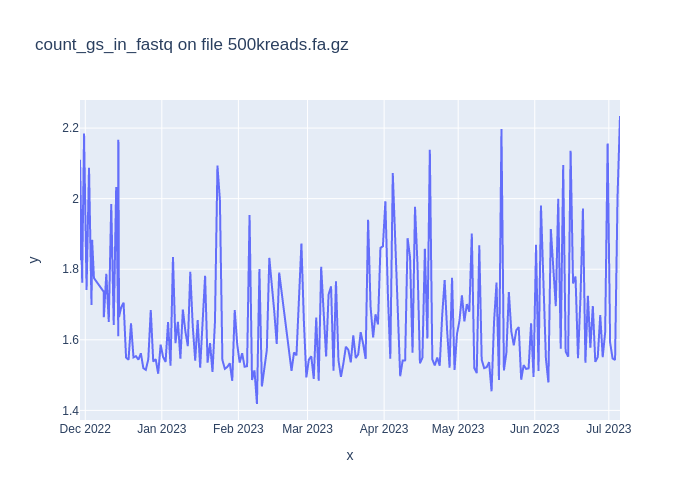 count_gs_in_fastq on file 500kreads.fa.gz
2.2
2
1.8
1.6
1.4
y
Dec 2022 Jan 2023 Feb 2023 Mar 2023 Apr 2023 May 2023 Jun 2023 Jul 2023
x